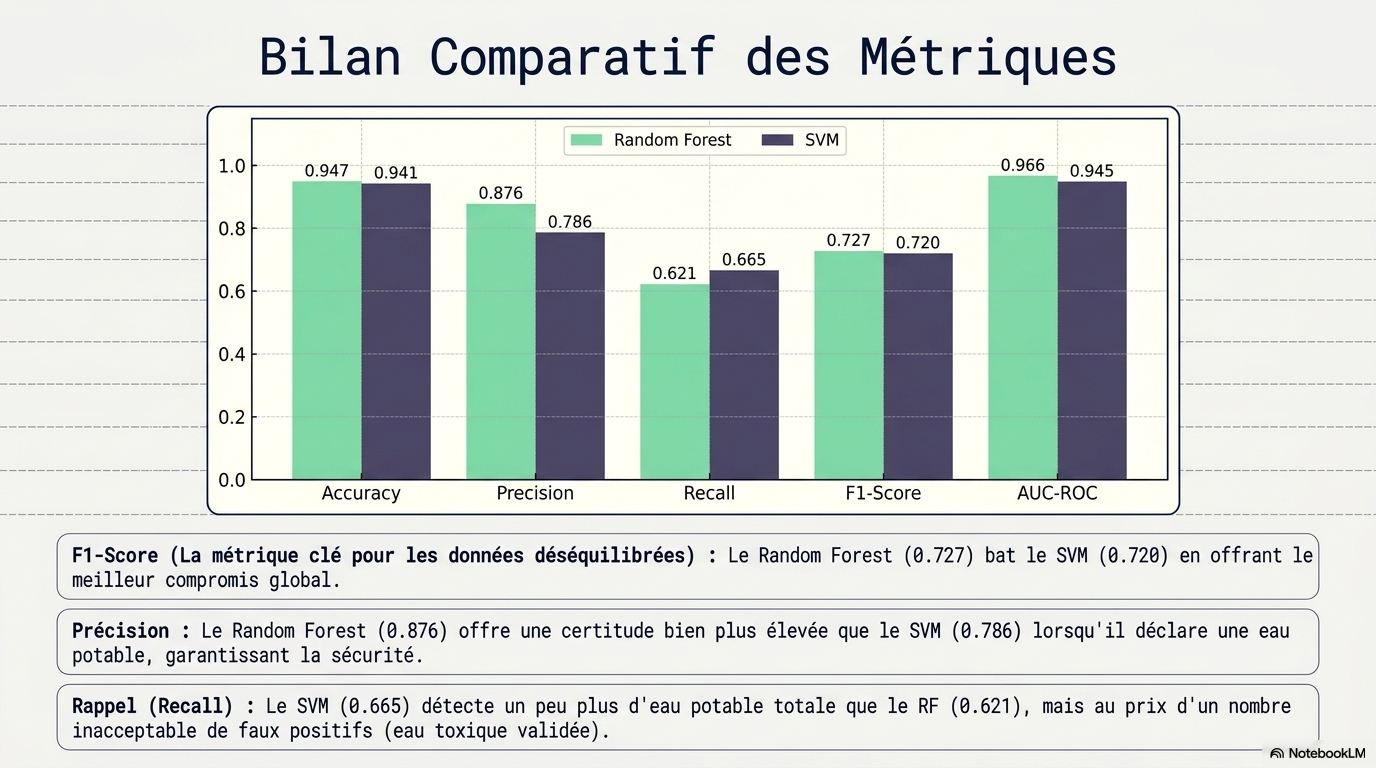 Bilan Comparatif des Métriques
Random Forest SVM
1.0
0.8
0.6
0.4
0.2
0.0
0.947 0.941
0.876 0.786
0.621 0.665
0.727 0.720
0.966 0.945
Accuracy Precision Recall F1-Score AUC-ROC
F1-Score (La métrique clé pour les données déséquilibrées) : Le Random Forest (0.727) bat le SVM (0.720) en offrant le
meilleur compromis global.
Précision : Le Random Forest (0.876) offre une certitude bien plus élevée que le SVM (0.786) lorsqu'il déclare une eau
potable, garantissant la sécurité.
Rappel (Recall) : Le SVM (0.665) détecte un peu plus d'eau potable totale que le RF (0.621), mais au prix d'un nombre
inacceptable de faux positifs (eau toxique validée).
NotebookLM